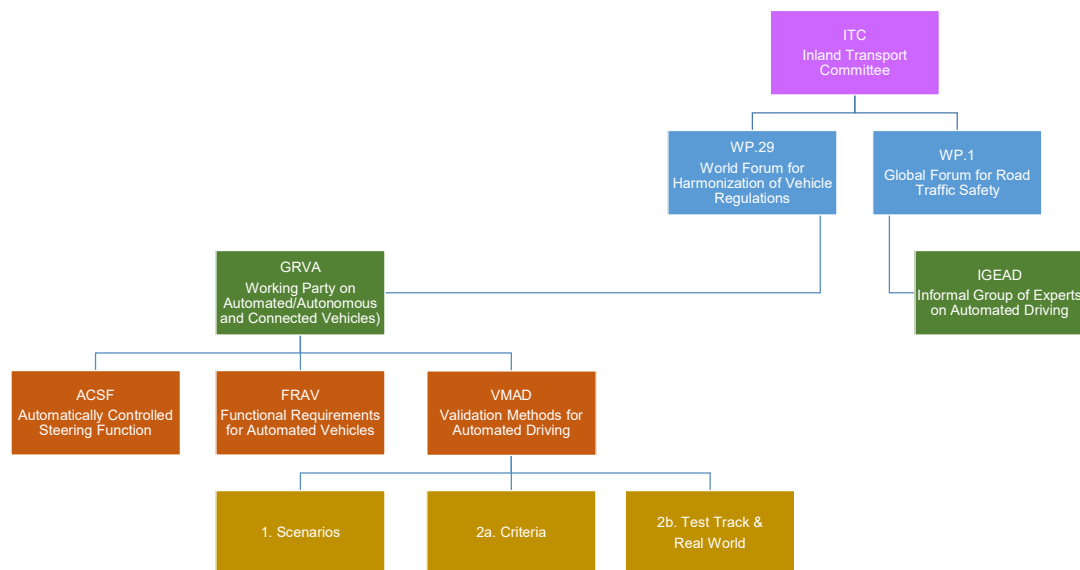 ITC
Inland Transport
Committee
WP.29
World Forum for
Harmonization of Vehicle
Regulations
WP.1
Global Forum for Road
Traffic Safety
GRVA
Working Party on
Automated/Autonomous
and Connected Vehicles)
IGEAD
Informal Group of Experts
on Automated Driving
ACSF
Automatically Controlled
Steering Function
FRAV
Functional Requirements
for Automated Vehicles
VMAD
Validation Methods for
Automated Driving
1. Scenarios
2a. Criteria
2b. Test Track &
Real World